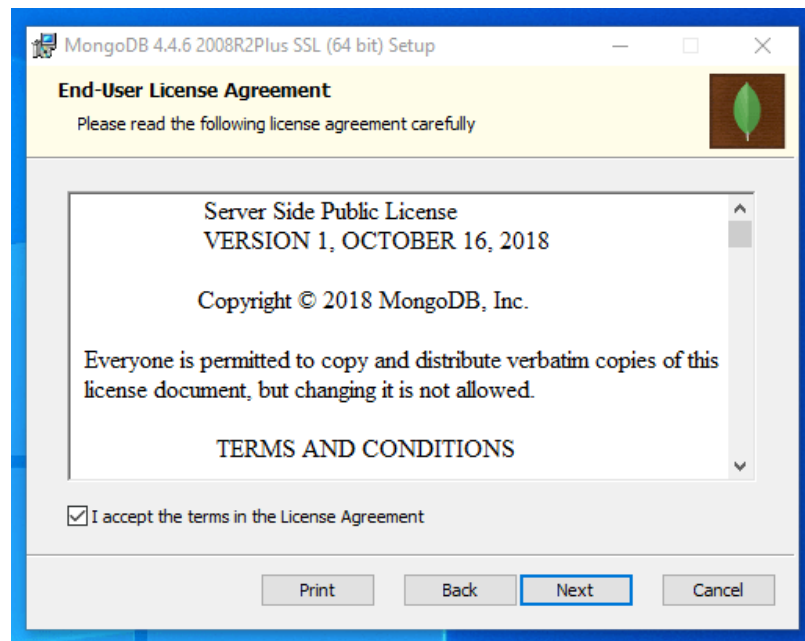 MongoDB 4.4.6 2008R2Plus SSL (64 bit) Setup
End-User License Agreement
Please read the following license agreement carefully
Server Side Public License
VERSION 1, OCTOBER 16, 2018
Copyright © 2018 MongoDB, Inc.
Everyone is permitted to copy and distribute verbatim copies of this
license document, but changing it is not allowed.
TERMS AND CONDITIONS
I accept the terms in the License Agreement
Print Back Next Cancel